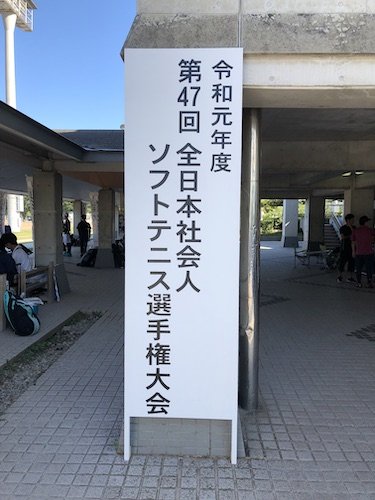 令和元年度
第47回 全日本社会人
ソフトテニス選手権大会